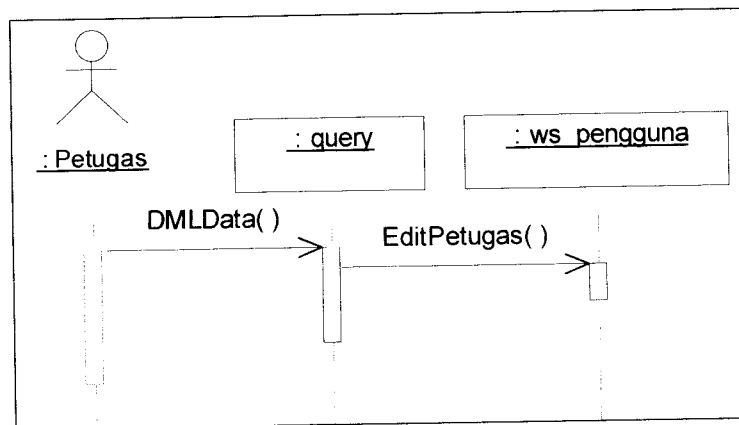 : Petugas
: query
: ws_pengguna
DMLData( )
EditPetugas( )